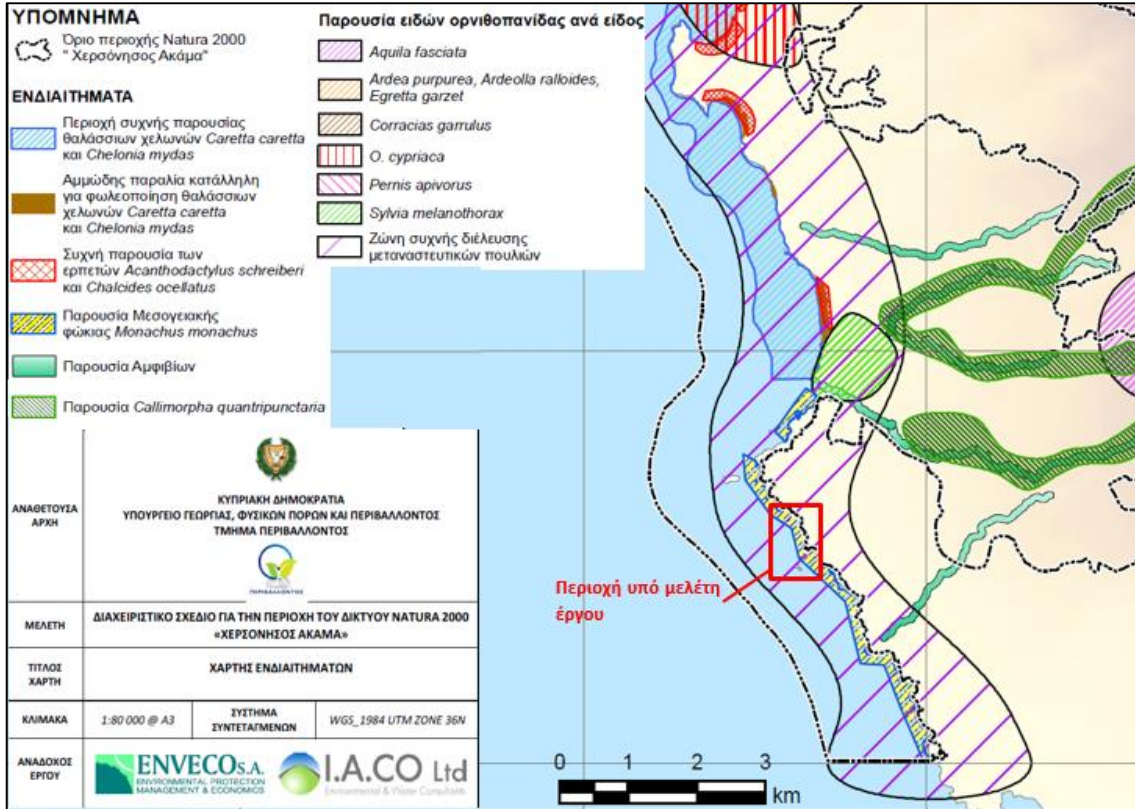 ΥΠΟΜΝΗΜΑ
Όριο περιοχής Natura 2000
" Χερσόνησος Ακάμα"
ΕΝΔΙΑΙΤΗΜΑΤΑ
Περιοχή συχνής παρουσίας
θαλάσσιων χελωνών Caretta caretta
και Chelonia mydas
Αμμώδης παραλία κατάλληλη
για φωλεοποίηση θαλάσσιων
χελωνών Caretta caretta
και Chelonia mydas
Συχνή παρουσία των
ερπετών Acanthodactylus schreiberi
και Chalcides ocellatus
Παρουσία Μεσογειακής
φώκιας Monachus monachus
Παρουσία Αμφιβίων
Παρουσία Callimorpha quantripunctaria
Παρουσία ειδών ορνιθοπανίδας ανά είδος
Aquila fasciata
Ardea purpurea, Ardeolla ralloides,
Egretta garzet
Corracias garrulus
O. cypriaca
Pernis apivorus
Sylvia melanothorax
Ζώνη συχνής διέλευσης
μεταναστευτικών πουλιών
Περιοχή υπό μελέτη
έργου
ΑΝΑΘΕΤΟΥΣΑ
ΑΡΧΗ
ΚΥΠΡΙΑΚΗ ΔΗΜΟΚΡΑΤΙΑ
ΥΠΟΥΡΓΕΙΟ ΓΕΩΡΓΙΑΣ, ΦΥΣΙΚΩΝ ΠΟΡΩΝ ΚΑΙ ΠΕΡΙΒΑΛΛΟΝΤΟΣ
ΤΜΗΜΑ ΠΕΡΙΒΑΛΛΟΝΤΟΣ
ΠΕΡΙΒΑΛΛΟΝΤΟΣ
ΜΕΛΕΤΗ
ΔΙΑΧΕΙΡΙΣΤΙΚΟ ΣΧΕΔΙΟ ΓΙΑ ΤΗΝ ΠΕΡΙΟΧΗ ΤΟΥ ΔΙΚΤΥΟΥ NATURA 2000
«ΧΕΡΣΟΝΗΣΟΣ ΑΚΑΜΑ»
ΤΙΤΛΟΣ
ΧΑΡΤΗ
ΧΑΡΤΗΣ ΕΝΔΙΑΙΤΗΜΑΤΩΝ
ΚΛΙΜΑΚΑ
1:80 000 @ A3
ΣΥΣΤΗΜΑ
ΣΥΝΤΕΤΑΓΜΕΝΩΝ
WGS_1984 UTM ZONE 36N
ΑΝΑΔΟΧΟΣ
ΕΡΓΟΥ
ENVECO S.A.
ENVIRONMENTAL PROTECTION
MANAGEMENT & ECONOMICS
I.A.CO Ltd
Environmental & Water Consultants
0 1 2 3
km